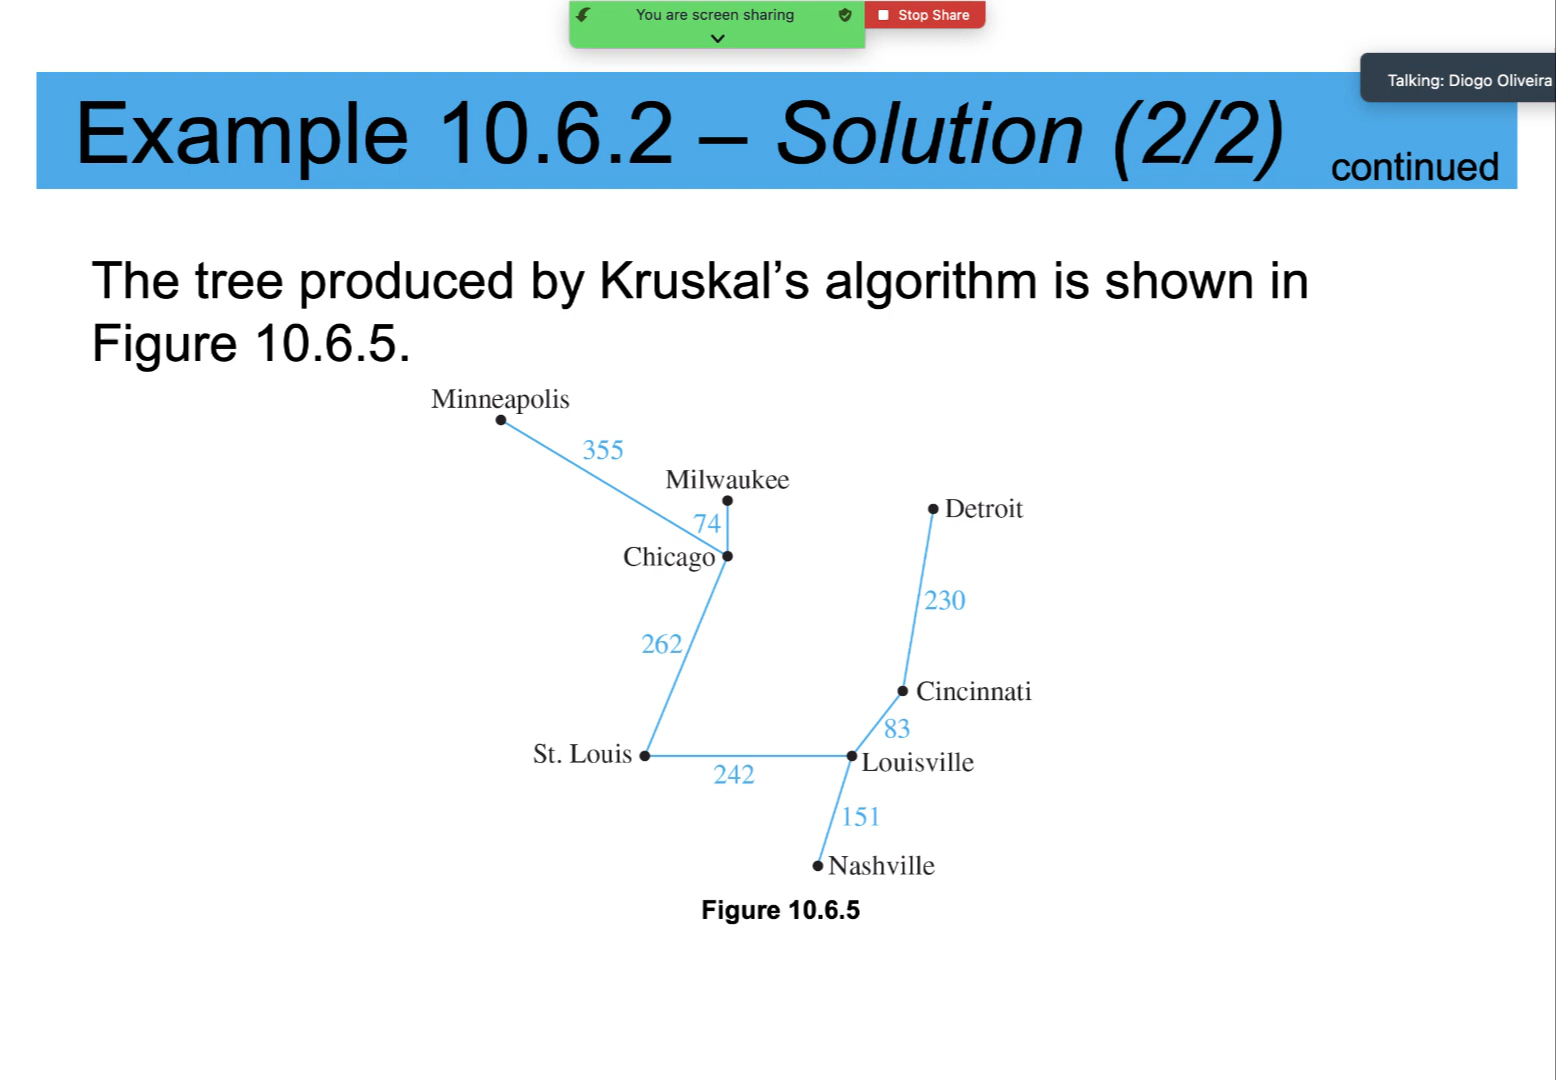 You are screen sharing
Stop Share
Talking: Diogo Oliveira
Example 10.6.2 – Solution (2/2) continued
The tree produced by Kruskal’s algorithm is shown in
Figure 10.6.5.
Minneapolis
355
Milwaukee
74
Detroit
Chicago
230
262
Cincinnati
83
St. Louis
Louisville
242
151
Nashville
Figure 10.6.5